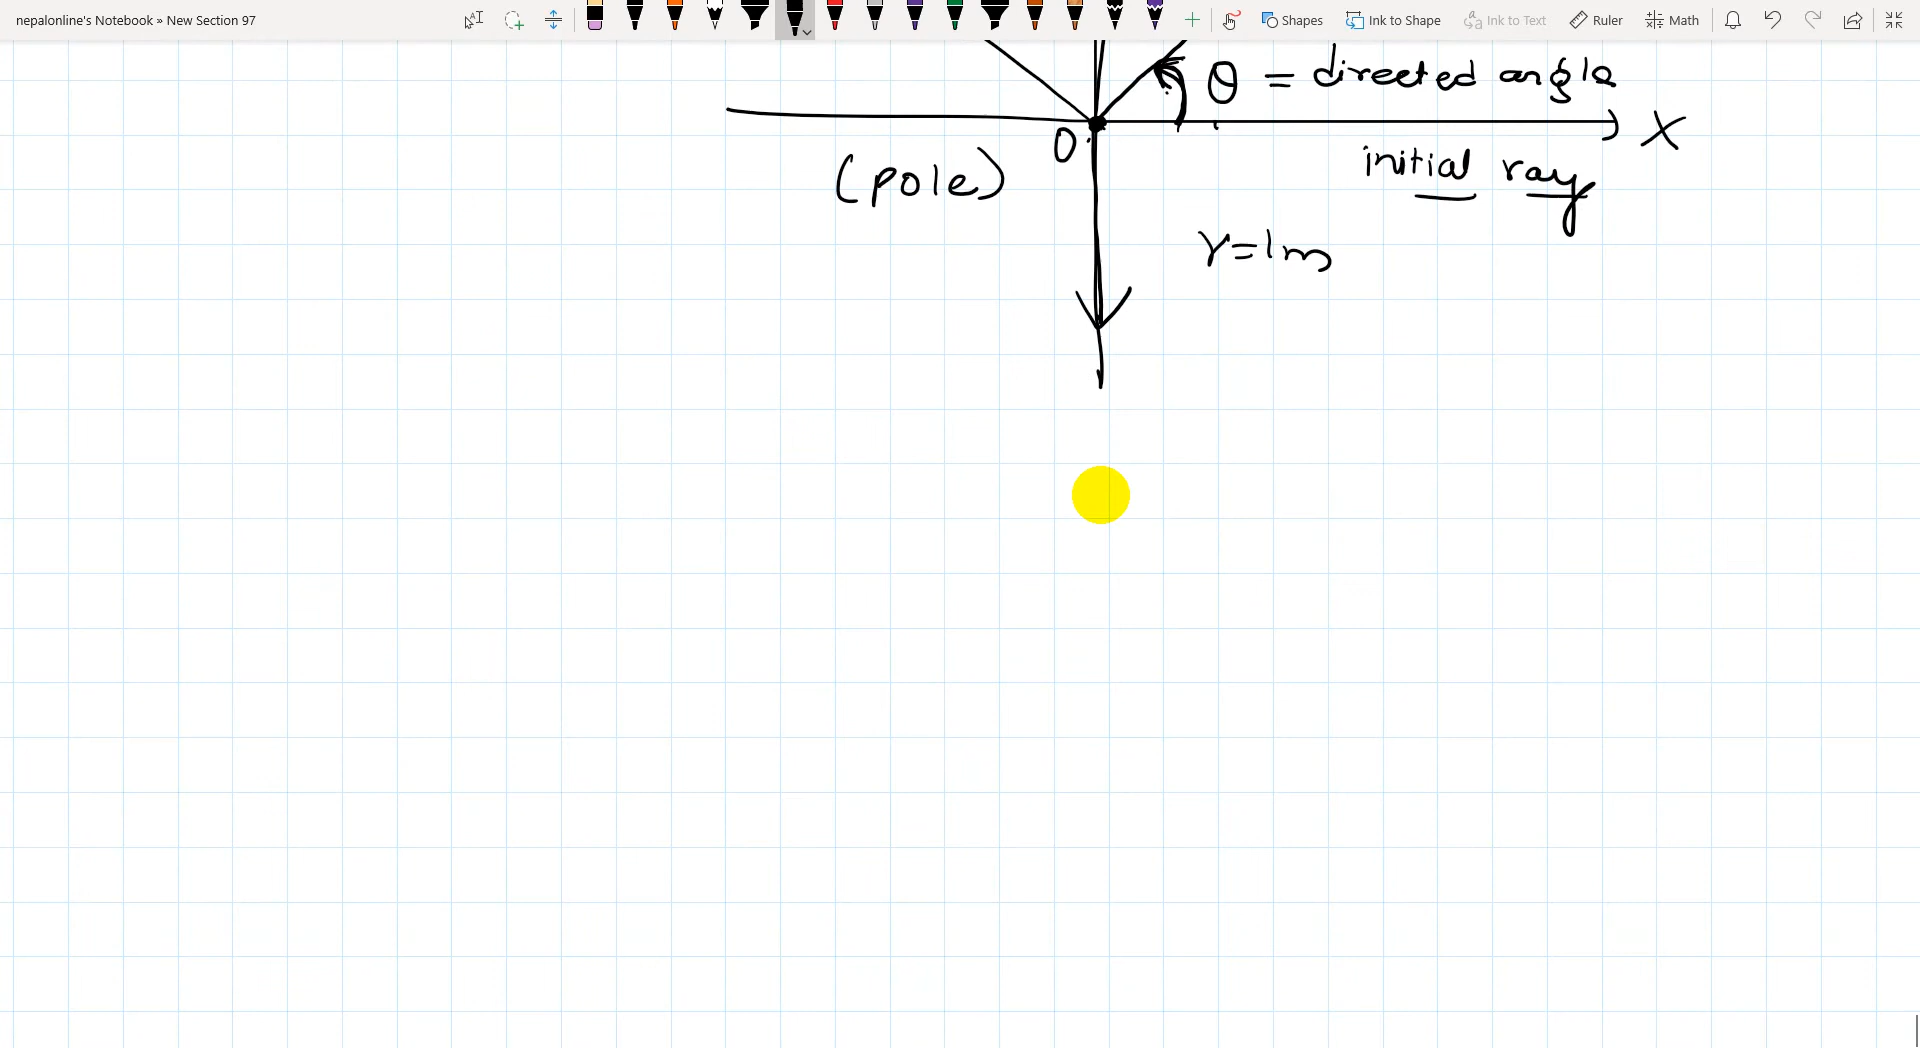 nepalonline's Notebook » New Section 97
Shapes Ink to Shape Ink to Text Ruler Math
θ = directed angle
X
O
(pole)
initial ray
r=1m